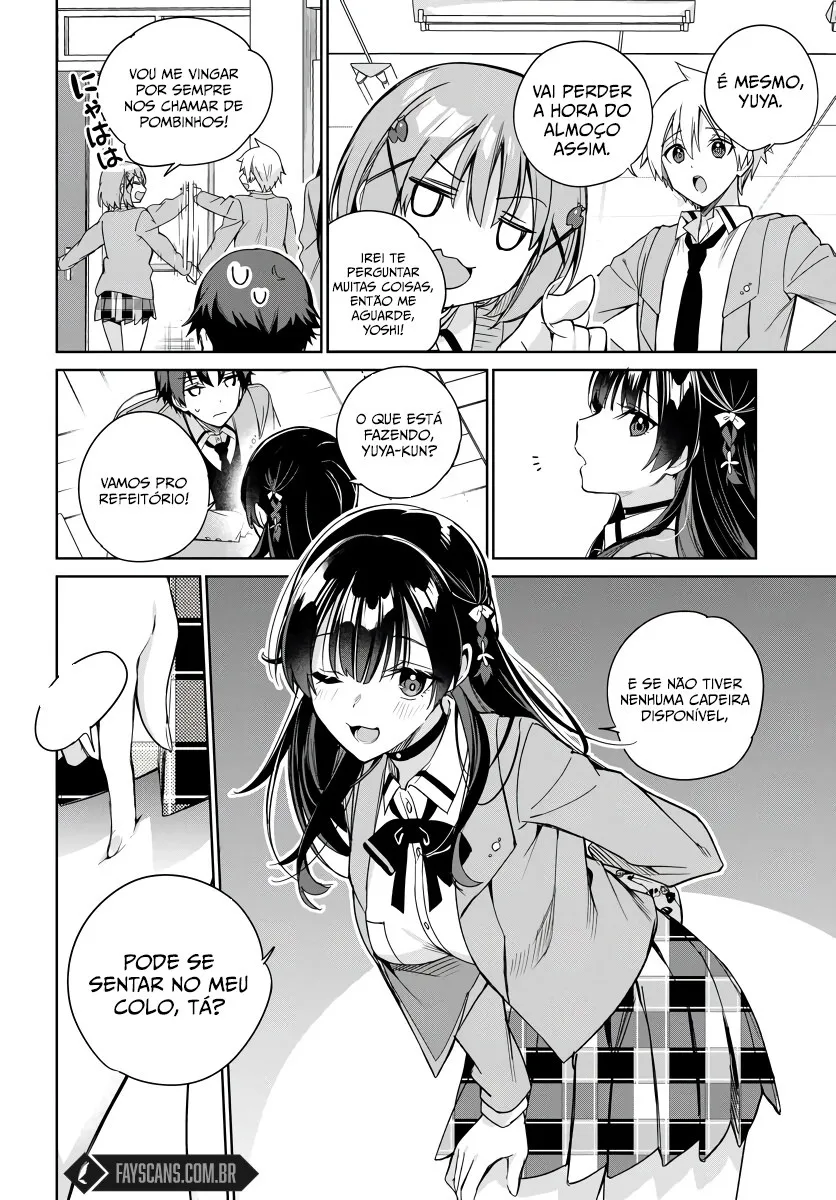 É MESMO,
YUYA.
VAI PERDER
A HORA DO
ALMOÇO
ASSIM.
IREI TE
PERGUNTAR
MUITAS COISAS,
ENTÃO ME
AGUARDE,
YOSHI!
VOU ME VINGAR
POR SEMPRE
NOS CHAMAR DE
POMBINHOS!
にゃはは
O QUE ESTÁ
FAZENDO,
YUYA-KUN?
VAMOS PRO
REFEITÓRIO!
E SE NÃO TIVER
NENHUMA CADEIRA
DISPONÍVEL,
PODE SE
SENTAR NO MEU
COLO, TÁ?
FAYSCANS.COM.BR